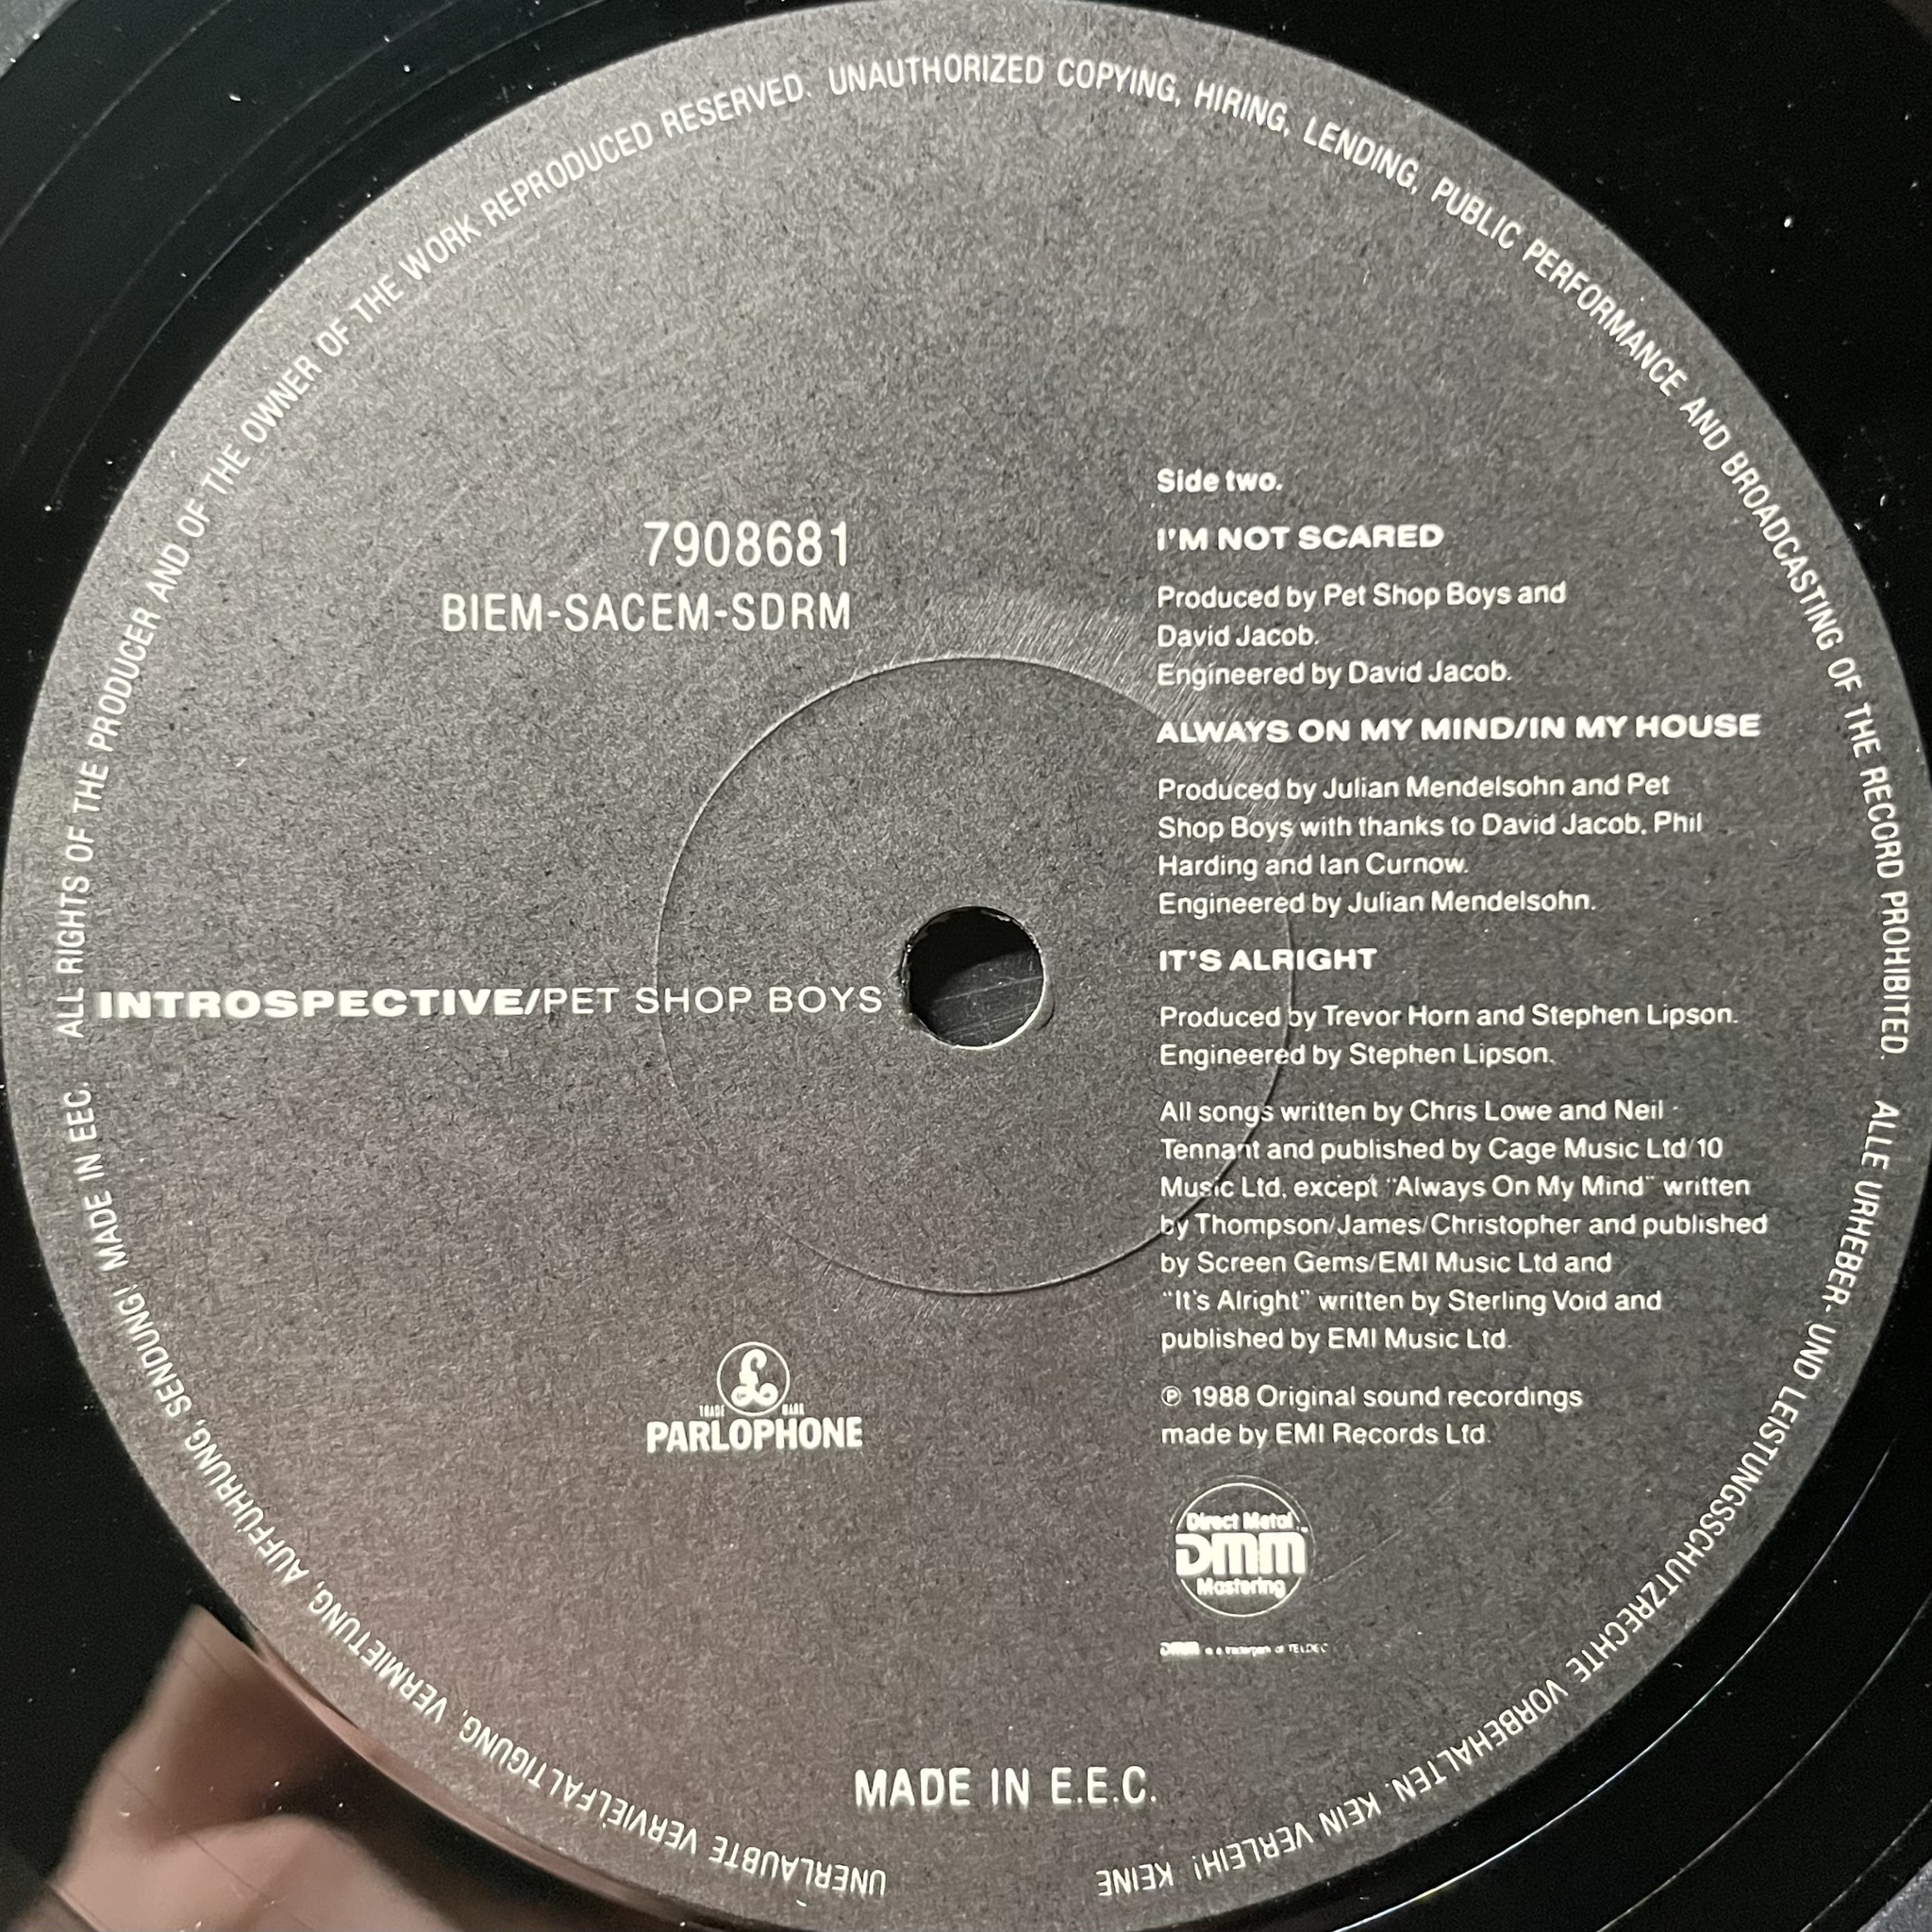 ALL RIGHTS OF THE PRODUCER AND OF THE OWNER OF THE WORK REPRODUCED RESERVED. UNAUTHORIZED COPYING, HIRING, LENDING, PUBLIC PERFORMANCE AND BROADCASTING OF THE RECORD PROHIBITED. ALLE URHEBER- UND LEISTUNGSSCHUTZRECHTE VORBEHALTEN. KEIN VERLEIH! KEINE UNERLAUBTE VERVIELFÄLTIGUNG, VERMIETUNG, AUFFÜHRUNG, SENDUNG! MADE IN EEC.
7908681
BIEM-SACEM-SDRM
INTROSPECTIVE/PET SHOP BOYS
TRADE MARK
PARLOPHONE
Side two.
I'M NOT SCARED
Produced by Pet Shop Boys and
David Jacob.
Engineered by David Jacob.
ALWAYS ON MY MIND/IN MY HOUSE
Produced by Julian Mendelsohn and Pet
Shop Boys with thanks to David Jacob, Phil
Harding and Ian Curnow.
Engineered by Julian Mendelsohn.
IT'S ALRIGHT
Produced by Trevor Horn and Stephen Lipson.
Engineered by Stephen Lipson.
All songs written by Chris Lowe and Neil
Tennant and published by Cage Music Ltd/10
Music Ltd, except "Always On My Mind" written
by Thompson/James/Christopher and published
by Screen Gems/EMI Music Ltd and
"It's Alright" written by Sterling Void and
published by EMI Music Ltd.
℗ 1988 Original sound recordings
made by EMI Records Ltd.
Direct Metal
DMM
Mastering
DMM is a trademark of TELDEC
MADE IN E.E.C.